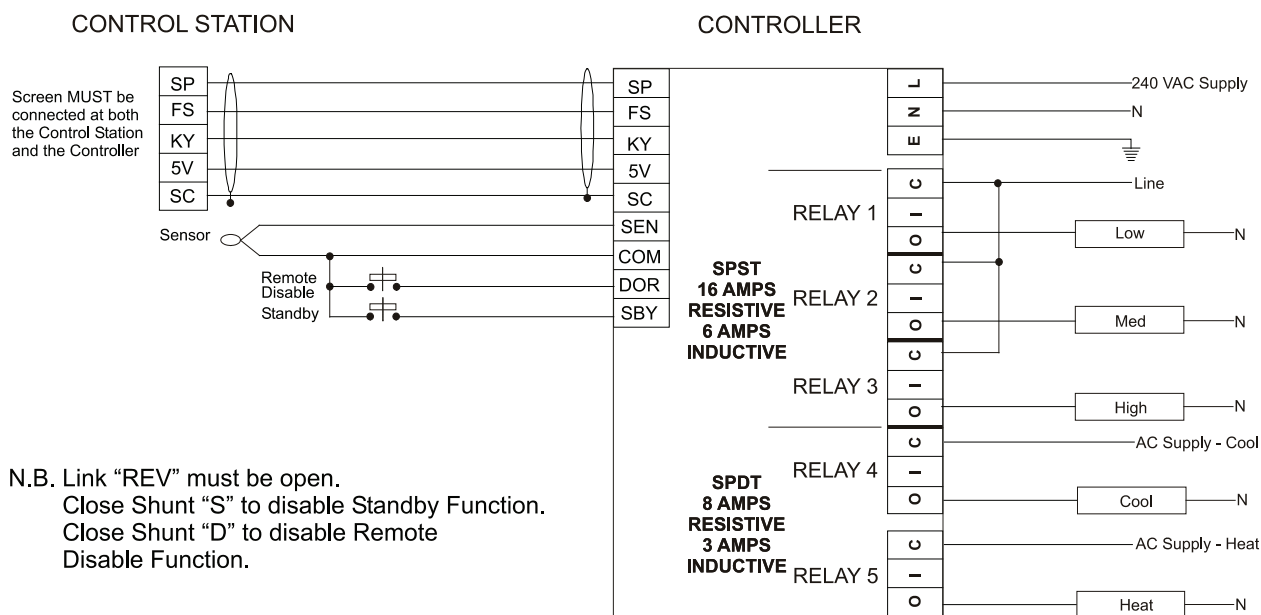 CONTROL STATION
CONTROLLER
Screen MUST be
connected at both
the Control Station
and the Controller
SP
FS
KY
5V
SC
Sensor
Remote
Disable
Standby
SP
FS
KY
5V
SC
SEN
COM
DOR
SBY
SPST
16 AMPS
RESISTIVE
6 AMPS
INDUCTIVE
SPDT
8 AMPS
RESISTIVE
3 AMPS
INDUCTIVE
RELAY 1
RELAY 2
RELAY 3
RELAY 4
RELAY 5
L
N
E
C
I
O
C
I
O
C
I
O
C
I
O
C
I
O
240 VAC Supply
N
Line
Low N
Med N
High N
AC Supply - Cool
Cool N
AC Supply - Heat
Heat N
N.B. Link “REV” must be open.
Close Shunt “S” to disable Standby Function.
Close Shunt “D” to disable Remote
Disable Function.